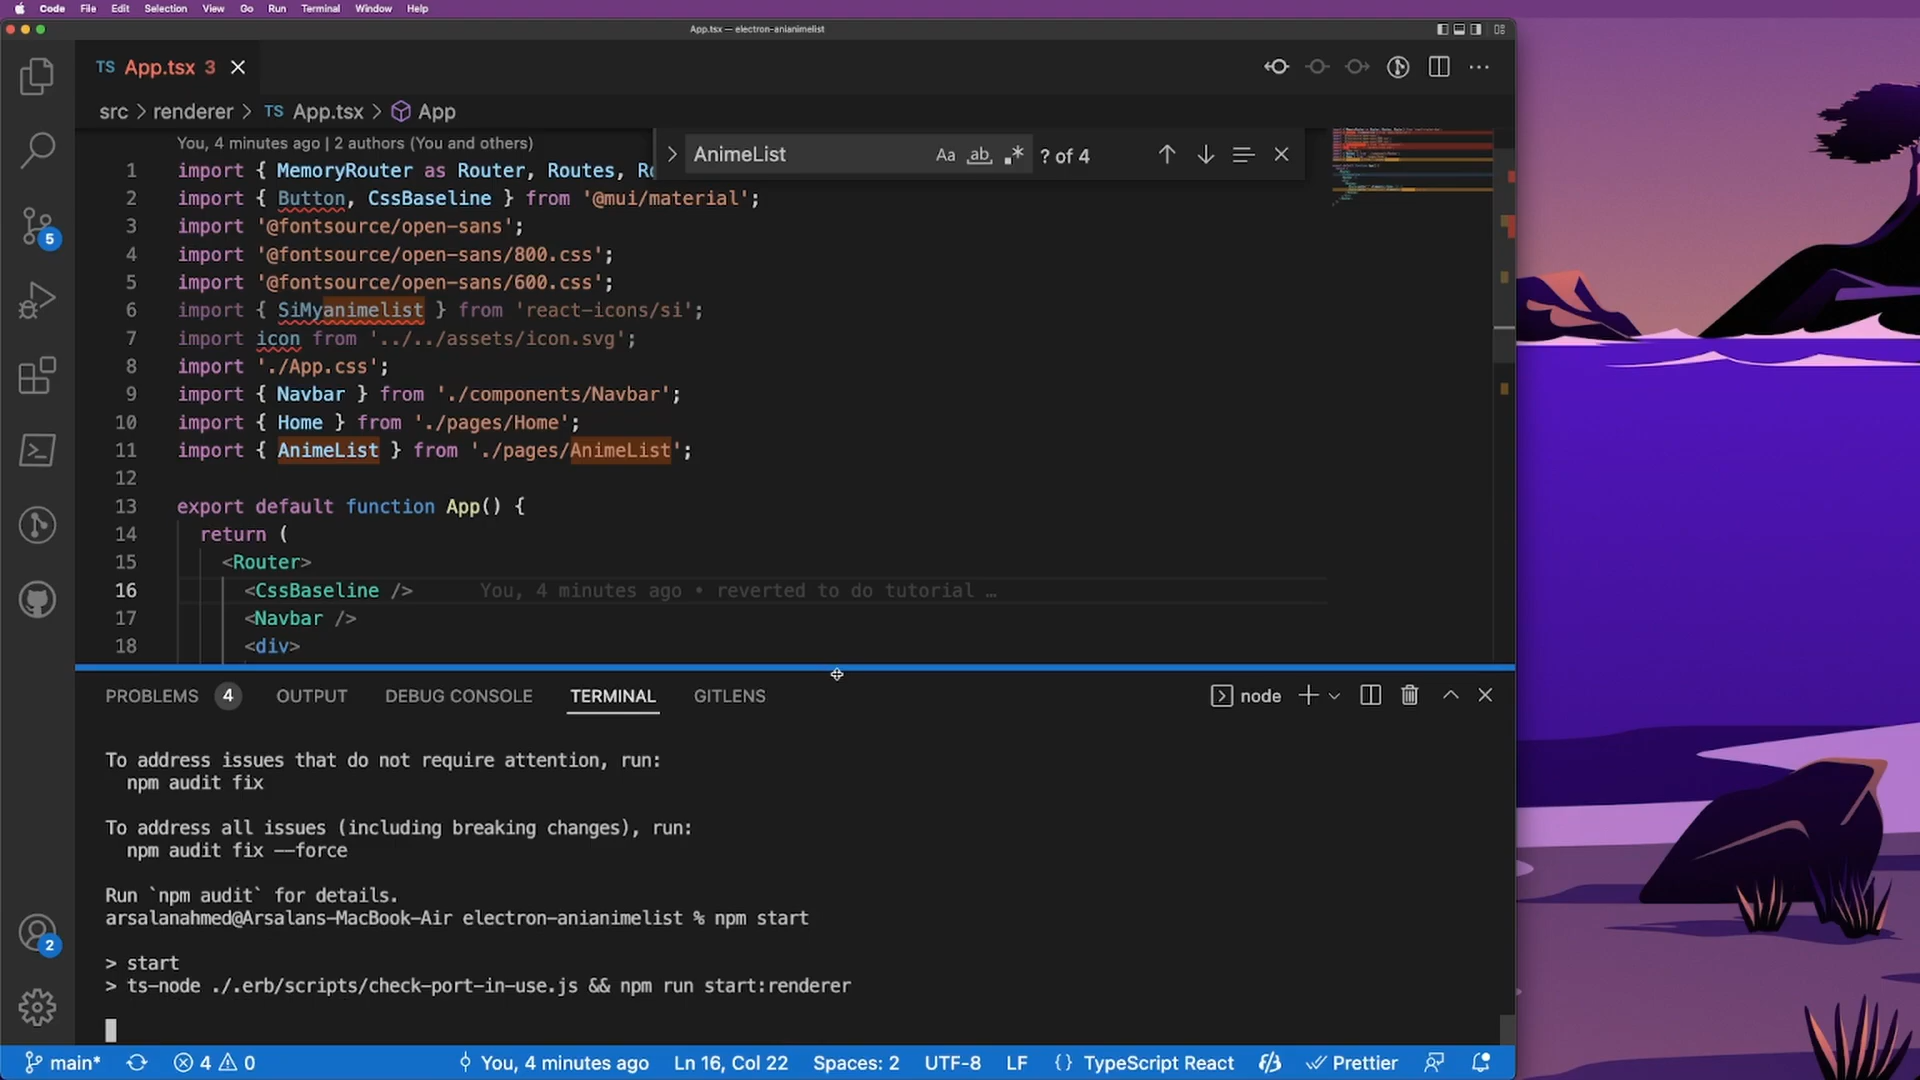 Code File Edit Selection View Go Run Terminal Window Help
App.tsx — electron-anianimelist
TS App.tsx 3
src > renderer > TS App.tsx > App
You, 4 minutes ago | 2 authors (You and others)
AnimeList Aa ab .* ? of 4
1 import { MemoryRouter as Router, Routes, Ro
2 import { Button, CssBaseline } from '@mui/material';
3 import '@fontsource/open-sans';
4 import '@fontsource/open-sans/800.css';
5 import '@fontsource/open-sans/600.css';
6 import { SiMyanimelist } from 'react-icons/si';
7 import icon from '../../assets/icon.svg';
8 import './App.css';
9 import { Navbar } from './components/Navbar';
10 import { Home } from './pages/Home';
11 import { AnimeList } from './pages/AnimeList';
12
13 export default function App() {
14 return (
15 <Router>
16 <CssBaseline /> You, 4 minutes ago • reverted to do tutorial …
17 <Navbar />
18 <div>
5
2
PROBLEMS 4 OUTPUT DEBUG CONSOLE TERMINAL GITLENS node
To address issues that do not require attention, run:
npm audit fix
To address all issues (including breaking changes), run:
npm audit fix --force
Run `npm audit` for details.
arsalanahmed@Arsalans-MacBook-Air electron-anianimelist % npm start
> start
> ts-node ./.erb/scripts/check-port-in-use.js && npm run start:renderer
main* 4 0 You, 4 minutes ago Ln 16, Col 22 Spaces: 2 UTF-8 LF {} TypeScript React Prettier